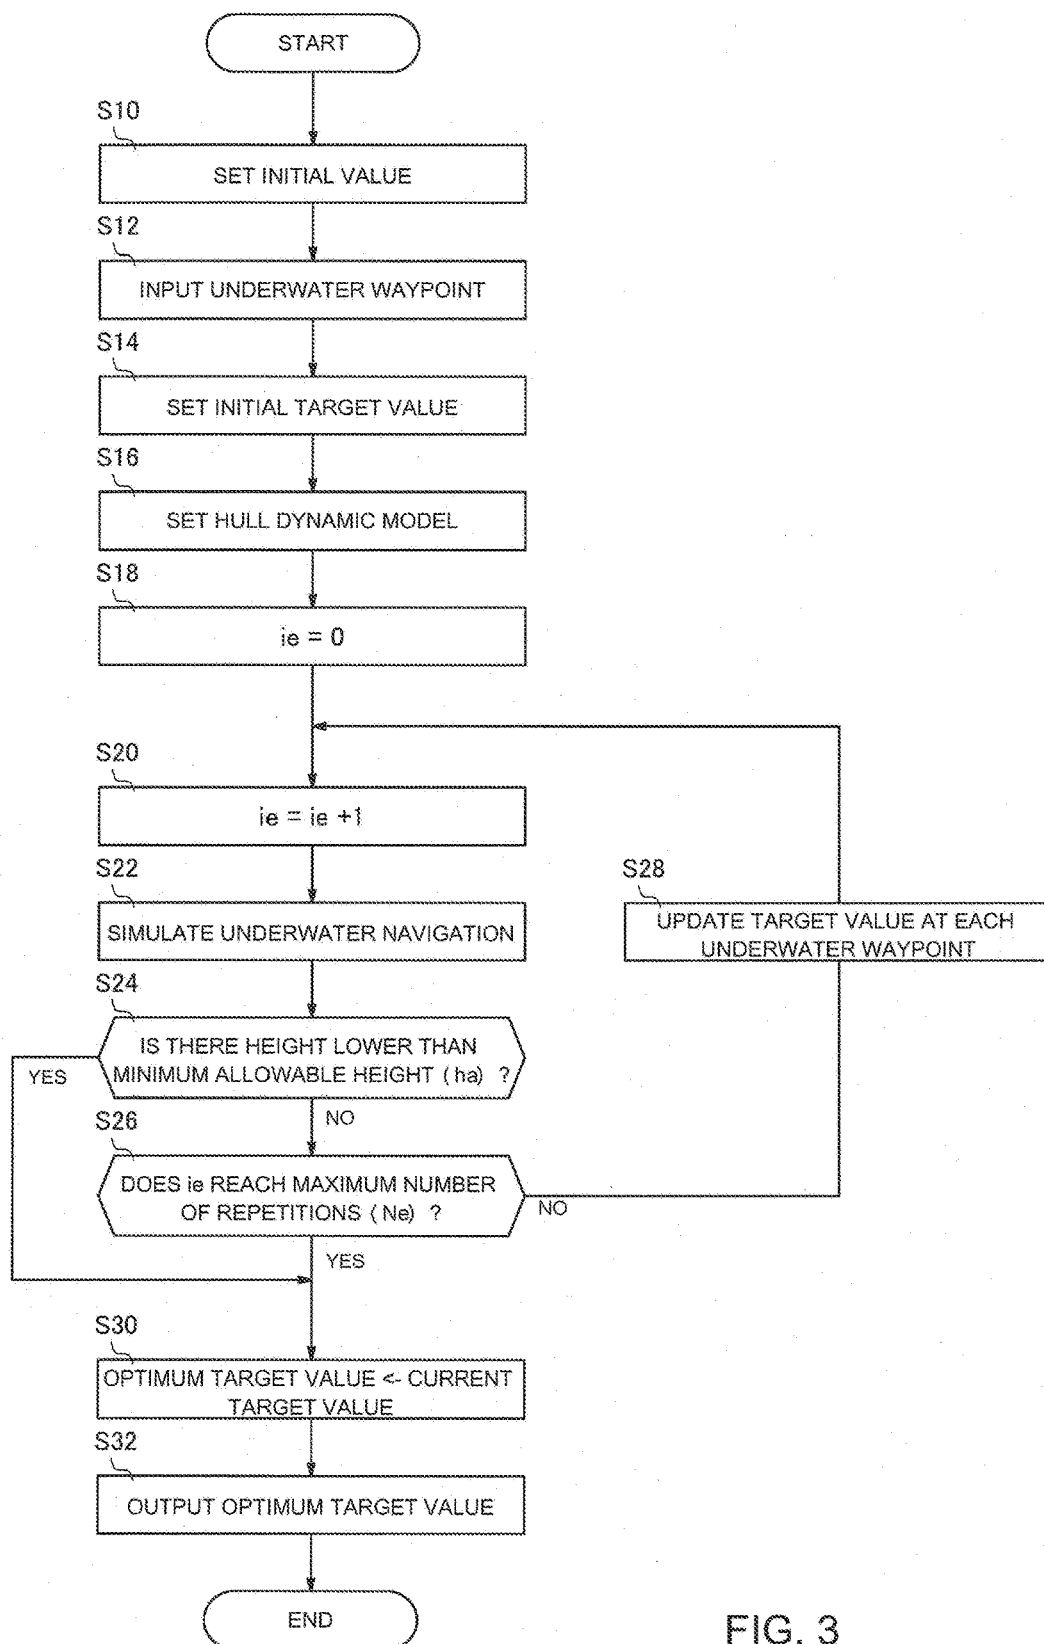 START
S10
SET INITIAL VALUE
S12
INPUT UNDERWATER WAYPOINT
S14
SET INITIAL TARGET VALUE
S16
SET HULL DYNAMIC MODEL
S18
ie = 0
S20
ie = ie +1
S22
SIMULATE UNDERWATER NAVIGATION
S28
UPDATE TARGET VALUE AT EACH
UNDERWATER WAYPOINT
S24
IS THERE HEIGHT LOWER THAN
MINIMUM ALLOWABLE HEIGHT (ha) ?
YES
NO
S26
DOES ie REACH MAXIMUM NUMBER
OF REPETITIONS (Ne) ?
NO
YES
S30
OPTIMUM TARGET VALUE <- CURRENT
TARGET VALUE
S32
OUTPUT OPTIMUM TARGET VALUE
END
FIG. 3